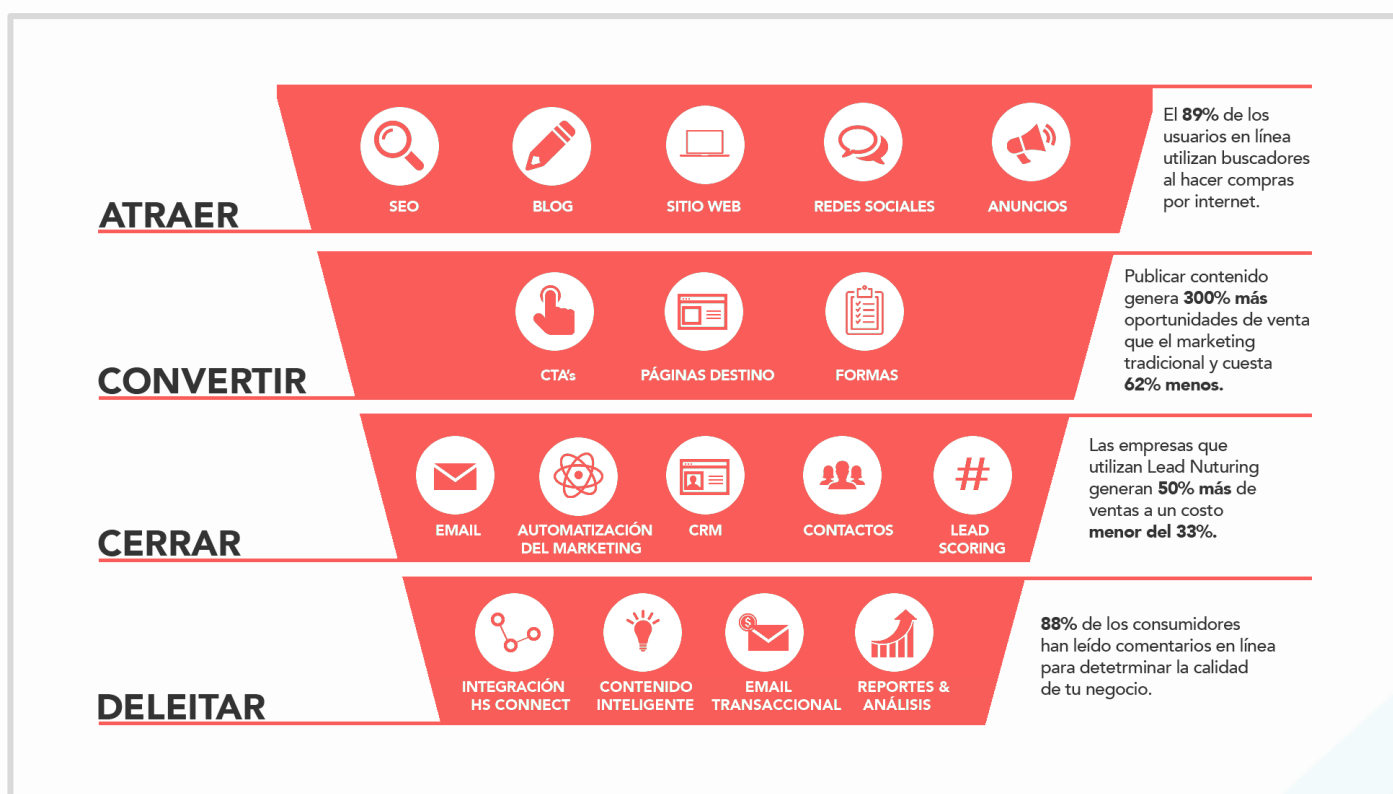 SEO
BLOG
SITIO WEB
REDES SOCIALES
ANUNCIOS
ATRAER
El 89% de los
usuarios en línea
utilizan buscadores
al hacer compras
por internet.
CTA's
PÁGINAS DESTINO
FORMAS
CONVERTIR
Publicar contenido
genera 300% más
oportunidades de venta
que el marketing
tradicional y cuesta
62% menos.
#
EMAIL
AUTOMATIZACIÓN
DEL MARKETING
CRM
CONTACTOS
LEAD
SCORING
CERRAR
Las empresas que
utilizan Lead Nuturing
generan 50% más de
ventas a un costo
menor del 33%.
$
INTEGRACIÓN
HS CONNECT
CONTENIDO
INTELIGENTE
EMAIL
TRANSACCIONAL
REPORTES &
ANÁLISIS
DELEITAR
88% de los consumidores
han leído comentarios en línea
para detetrminar la calidad
de tu negocio.